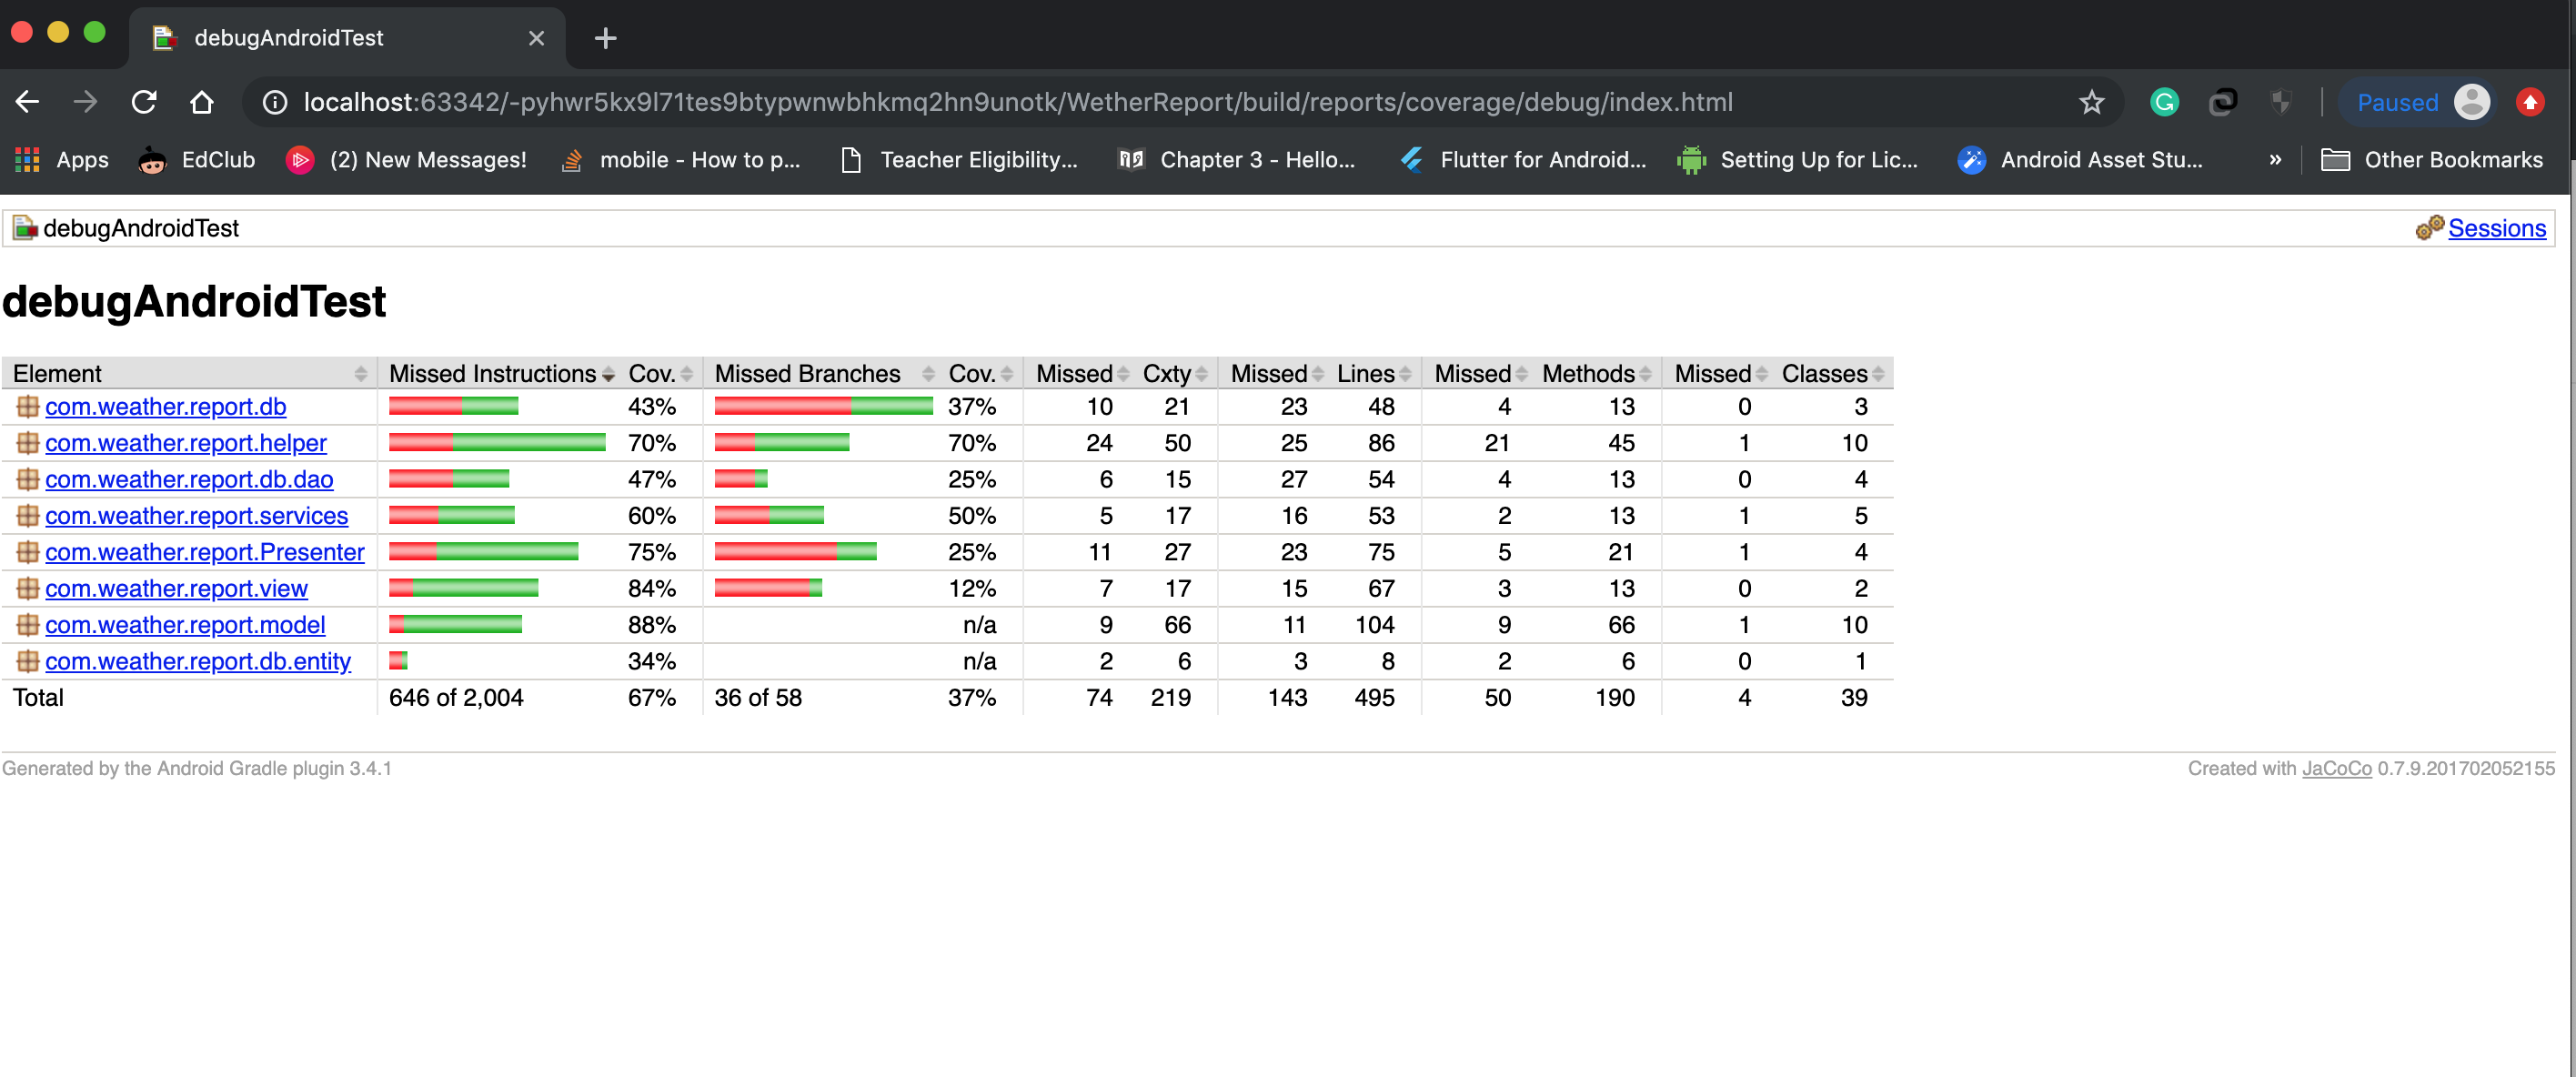 debugAndroidTest
localhost:63342/-pyhwr5kx9l71tes9btypwnwbhkmq2hn9unotk/WetherReport/build/reports/coverage/debug/index.html Paused
Apps EdClub (2) New Messages! mobile - How to p... Teacher Eligibility... Chapter 3 - Hello... Flutter for Android... Setting Up for Lic... Android Asset Stu... » Other Bookmarks
debugAndroidTest Sessions
debugAndroidTest
Element Missed Instructions Cov. Missed Branches Cov. Missed Cxty Missed Lines Missed Methods Missed Classes
com.weather.report.db 43% 37% 10 21 23 48 4 13 0 3
com.weather.report.helper 70% 70% 24 50 25 86 21 45 1 10
com.weather.report.db.dao 47% 25% 6 15 27 54 4 13 0 4
com.weather.report.services 60% 50% 5 17 16 53 2 13 1 5
com.weather.report.Presenter 75% 25% 11 27 23 75 5 21 1 4
com.weather.report.view 84% 12% 7 17 15 67 3 13 0 2
com.weather.report.model 88% n/a 9 66 11 104 9 66 1 10
com.weather.report.db.entity 34% n/a 2 6 3 8 2 6 0 1
Total 646 of 2,004 67% 36 of 58 37% 74 219 143 495 50 190 4 39
Generated by the Android Gradle plugin 3.4.1 Created with JaCoCo 0.7.9.201702052155